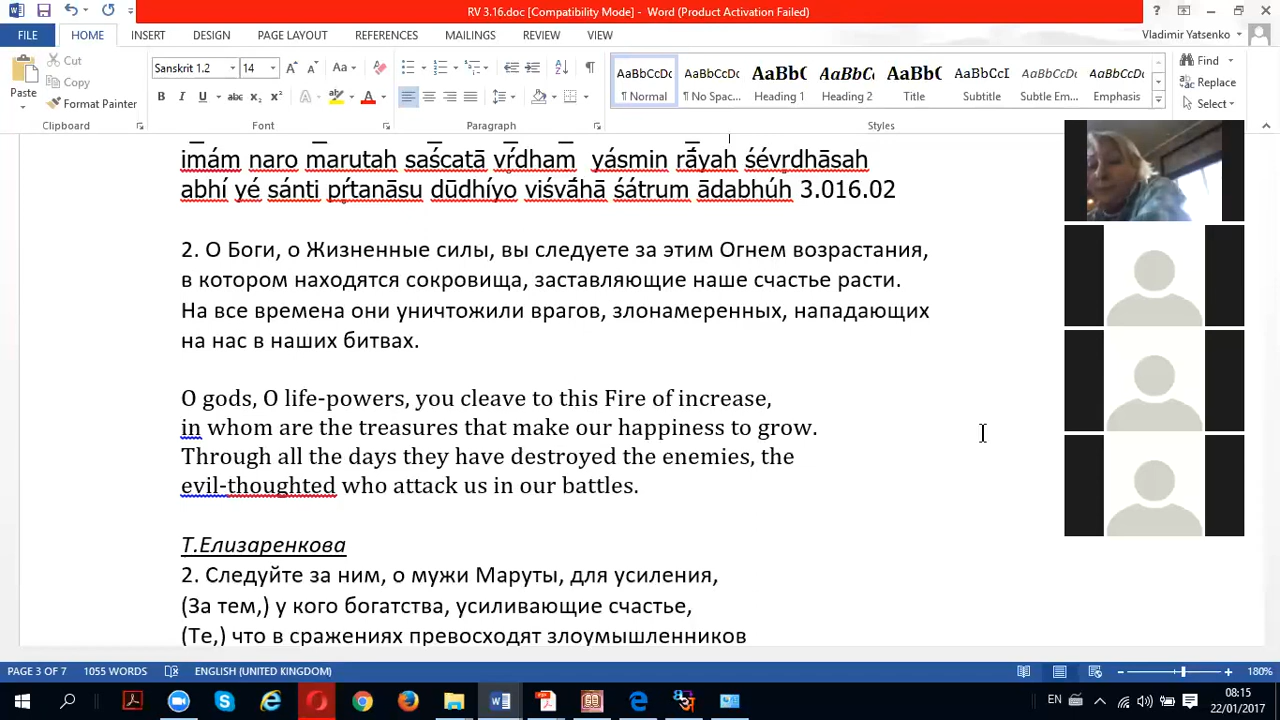 RV 3.16.doc [Compatibility Mode] - Word (Product Activation Failed)
FILE HOME INSERT DESIGN PAGE LAYOUT REFERENCES MAILINGS REVIEW VIEW Vladimir Yatsenko
Cut
Copy
Format Painter
Paste
Sanskrit 1.2 14
Find
Replace
Select
AaBbCcDc AaBbCcDc AaBbC AaBbCc AaBbC AaBbCcD AaBbCcDc AaBbCcDc
¶ Normal ¶ No Spac... Heading 1 Heading 2 Title Subtitle Subtle Em... Emphasis
Clipboard Font Paragraph Styles
imám naro marutaḥ saścatā vŕ̥dham yásmin rā́yaḥ śévr̥dhāsaḥ
abhí yé sánti pŕ̥tanāsu dūdhíyo viśvā́hā śátrum ādabhúḥ 3.016.02
2. О Боги, о Жизненные силы, вы следуете за этим Огнем возрастания,
в котором находятся сокровища, заставляющие наше счастье расти.
На все времена они уничтожили врагов, злонамеренных, нападающих
на нас в наших битвах.
O gods, O life-powers, you cleave to this Fire of increase,
in whom are the treasures that make our happiness to grow.
Through all the days they have destroyed the enemies, the
evil-thoughted who attack us in our battles.
Т.Елизаренкова
2. Следуйте за ним, о мужи Маруты, для усиления,
(За тем,) у кого богатства, усиливающие счастье,
(Те,) что в сражениях превосходят злоумышленников
PAGE 3 OF 7 1055 WORDS ENGLISH (UNITED KINGDOM) 180%
EN 08:15
22/01/2017